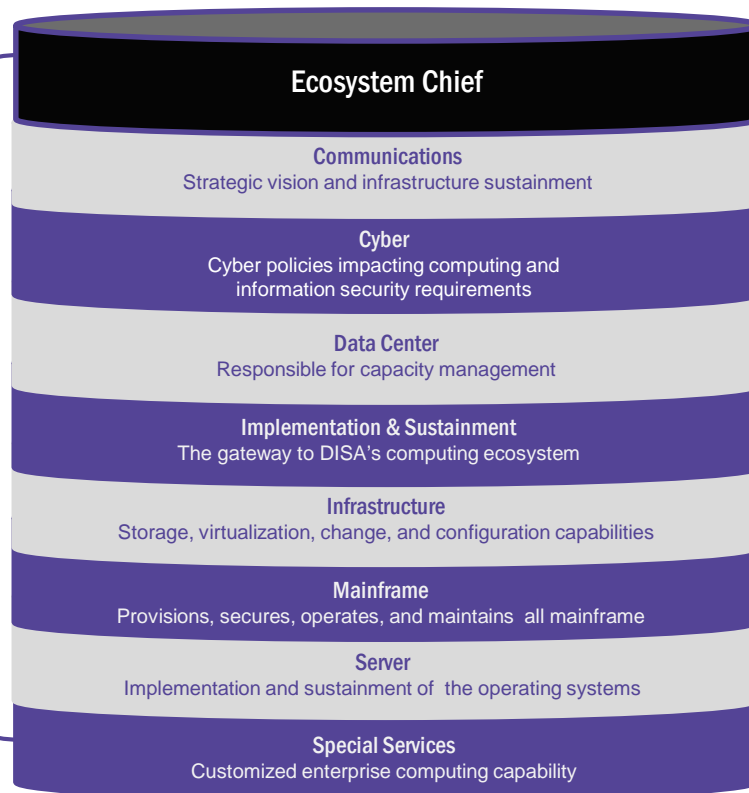 Ecosystem Chief
Communications
Strategic vision and infrastructure sustainment
Cyber
Cyber policies impacting computing and
information security requirements
Data Center
Responsible for capacity management
Implementation & Sustainment
The gateway to DISA’s computing ecosystem
Infrastructure
Storage, virtualization, change, and configuration capabilities
Mainframe
Provisions, secures, operates, and maintains  all mainframe
Server
Implementation and sustainment of  the operating systems
Special Services
Customized enterprise computing capability